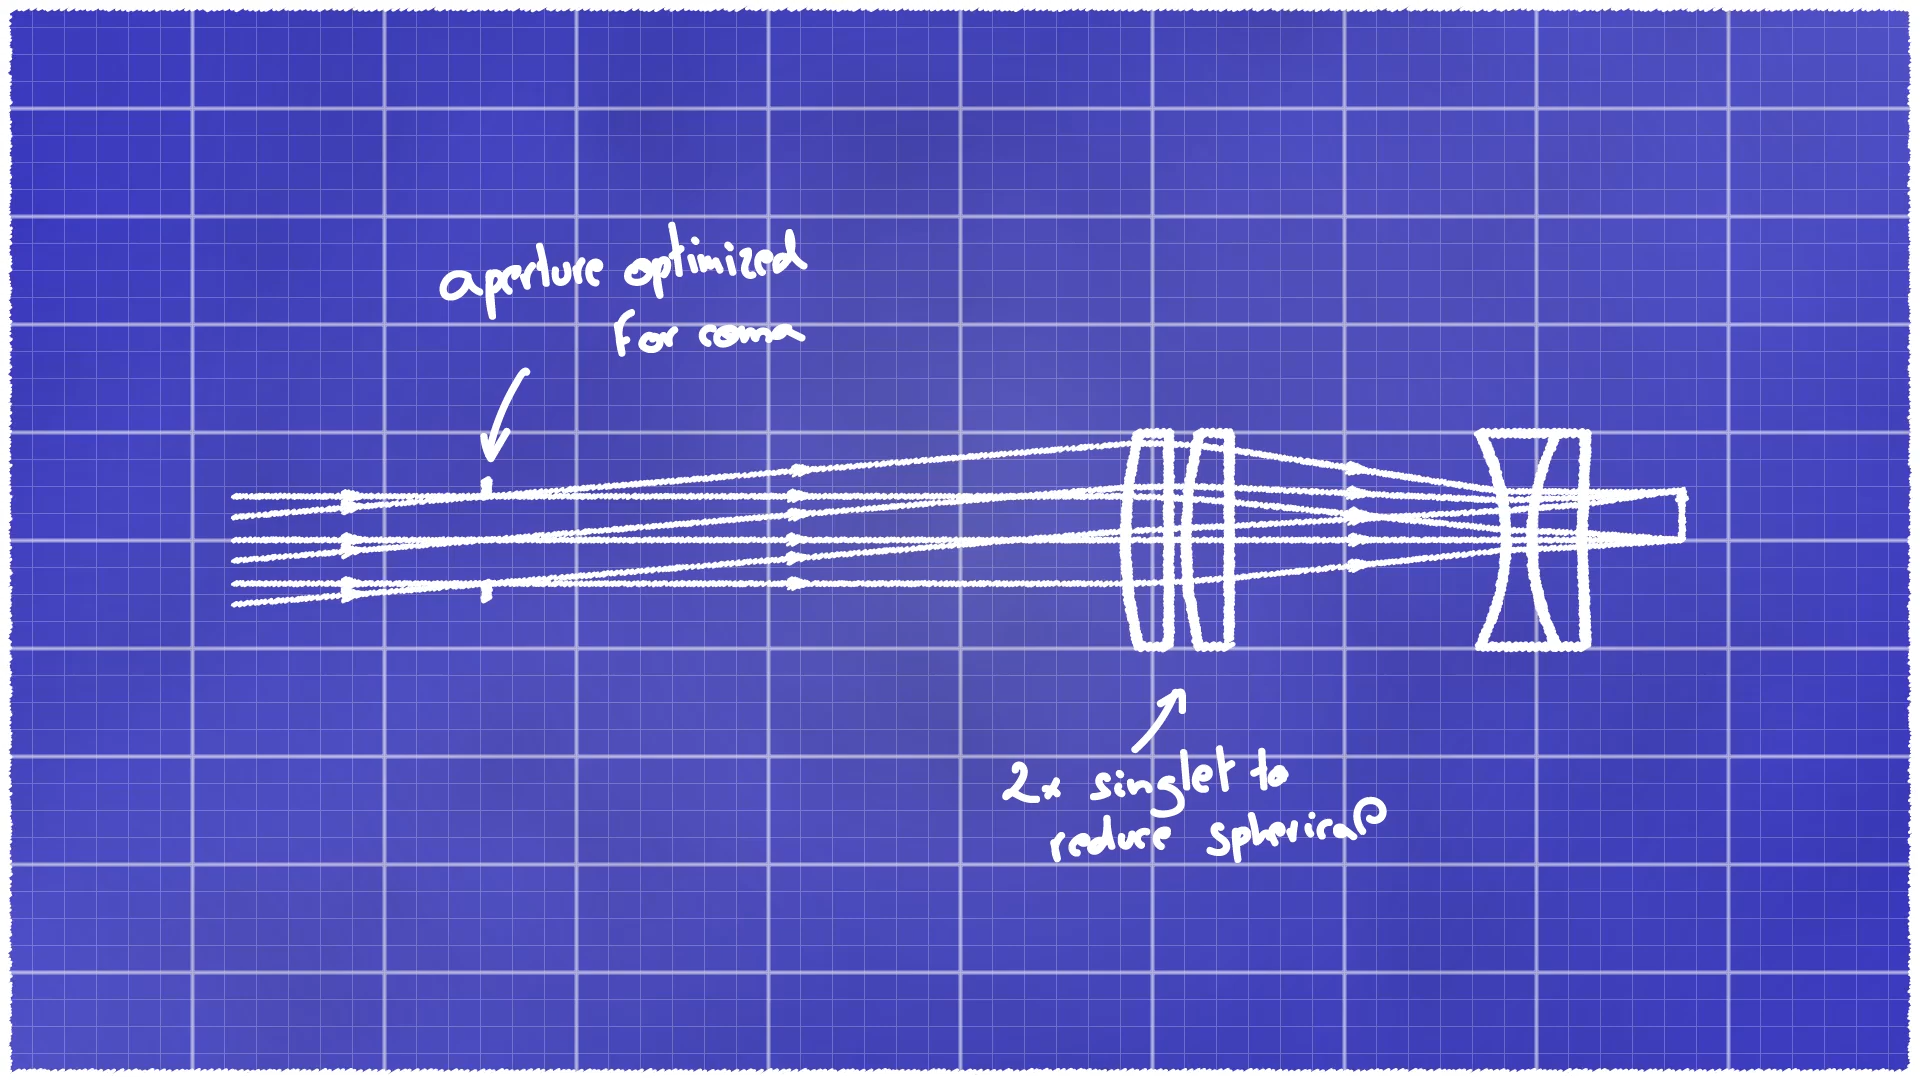 aperture optimized
for coma
2x singlet to
reduce spherical